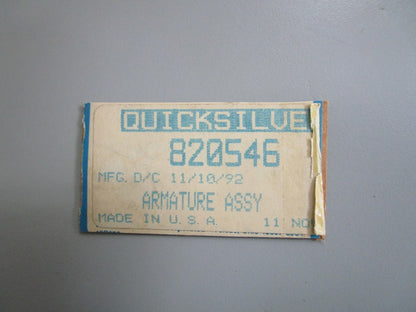 QUICKSILVE
820546
MFG. D/C 11/10/92
ARMATURE ASSY
MADE IN U.S.A. 11 NO